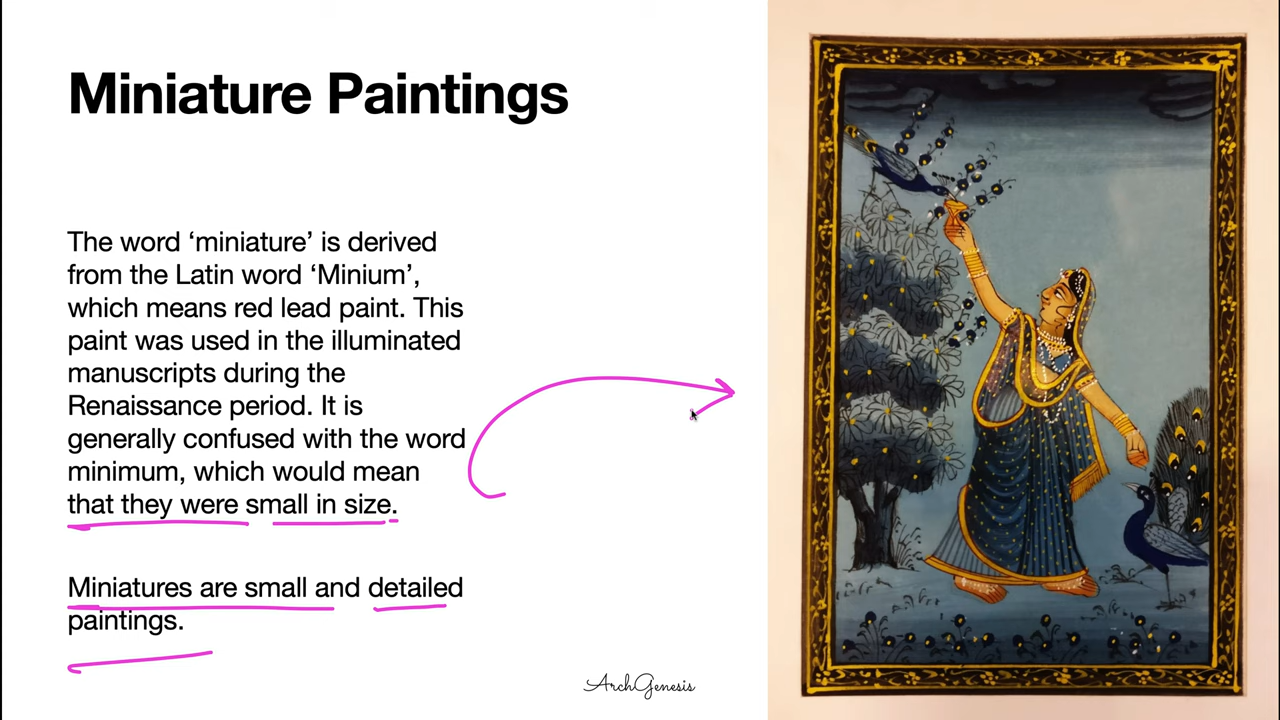 Miniature Paintings
The word ‘miniature’ is derived
from the Latin word ‘Minium’,
which means red lead paint. This
paint was used in the illuminated
manuscripts during the
Renaissance period. It is
generally confused with the word
minimum, which would mean
that they were small in size.
Miniatures are small and detailed
paintings.
ArchGenesis